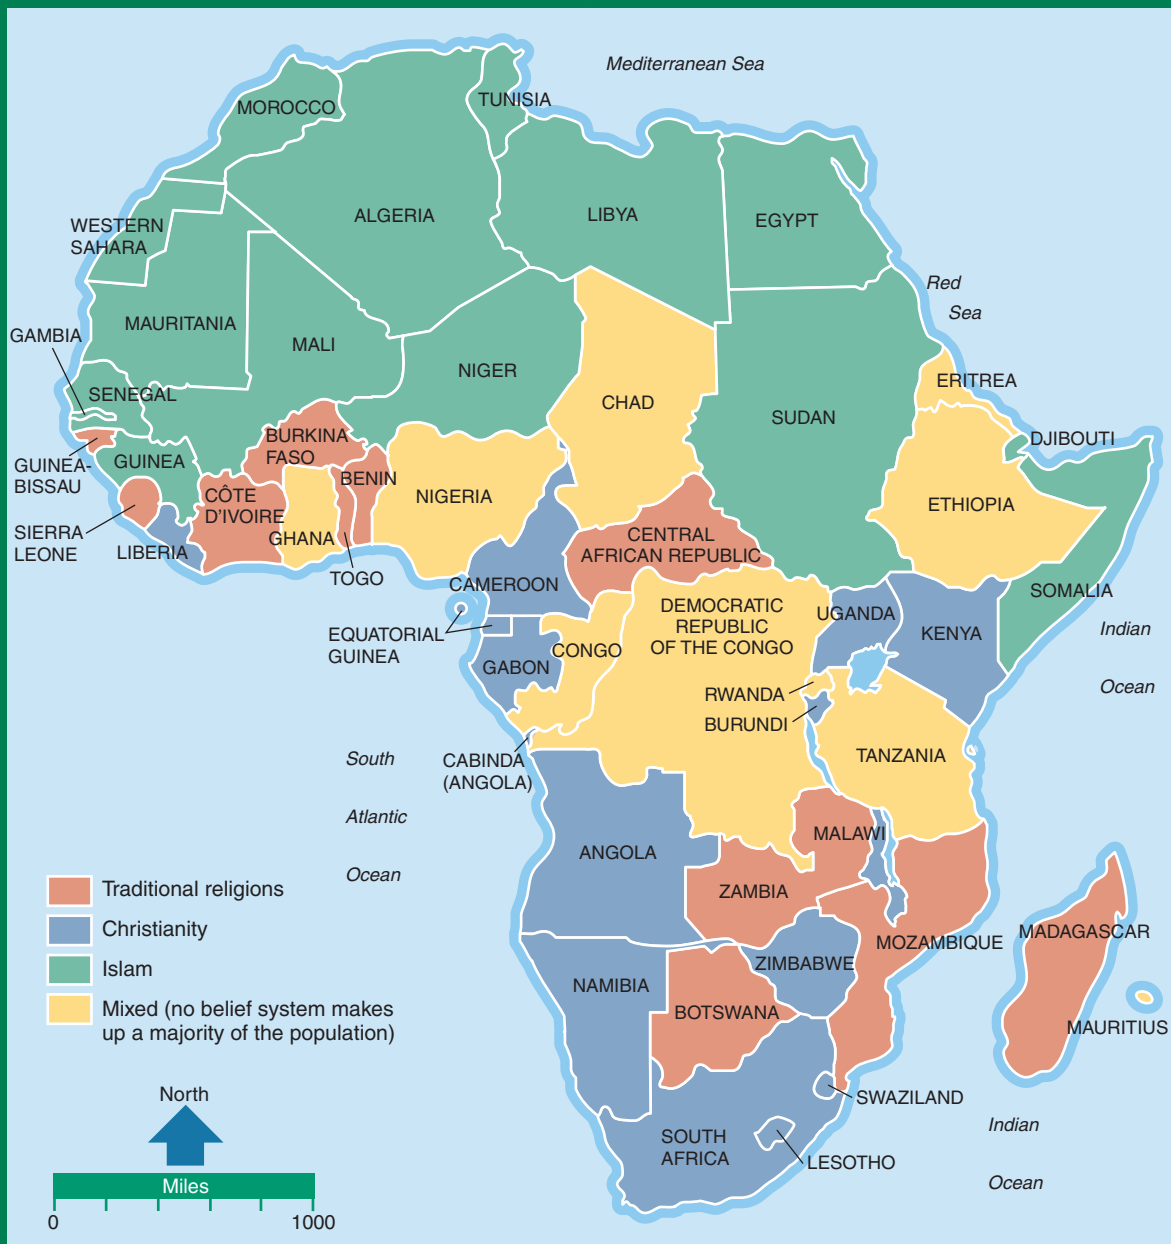 Mediterranean Sea
MOROCCO
TUNISIA
ALGERIA
LIBYA
EGYPT
WESTERN
SAHARA
Red
Sea
MAURITANIA
MALI
NIGER
CHAD
SUDAN
ERITREA
GAMBIA
SENEGAL
GUINEA-
BISSAU
GUINEA
BURKINA
FASO
BENIN
NIGERIA
DJIBOUTI
ETHIOPIA
SIERRA
LEONE
LIBERIA
CÔTE
D'IVOIRE
GHANA
TOGO
CENTRAL
AFRICAN REPUBLIC
CAMEROON
SOMALIA
EQUATORIAL
GUINEA
GABON
CONGO
DEMOCRATIC
REPUBLIC
OF THE CONGO
UGANDA
KENYA
Indian
Ocean
RWANDA
BURUNDI
TANZANIA
CABINDA
(ANGOLA)
South
Atlantic
Ocean
ANGOLA
MALAWI
ZAMBIA
MOZAMBIQUE
MADAGASCAR
MAURITIUS
NAMIBIA
ZIMBABWE
BOTSWANA
SWAZILAND
SOUTH
AFRICA
LESOTHO
Indian
Ocean
Traditional religions
Christianity
Islam
Mixed (no belief system makes
up a majority of the population)
North
Miles
0 1000